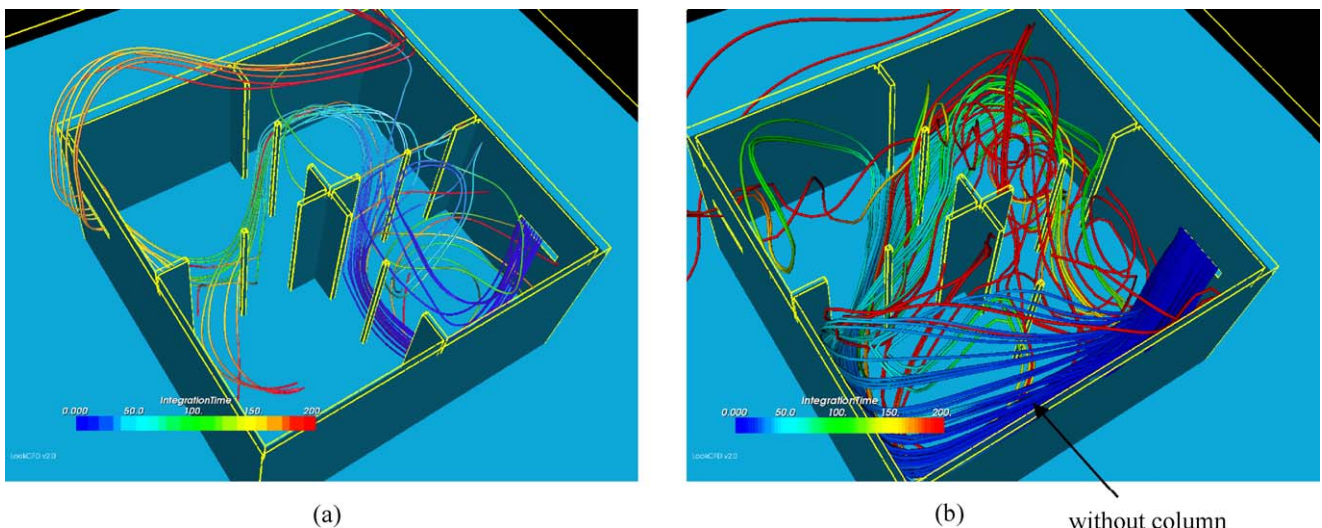 IntegrationTime
0.000 50.0 100. 150. 200.
LookCFD v2.0
IntegrationTime
0.000 50.0 100. 150. 200.
LookCFD v2.0
(a)
(b)
without column